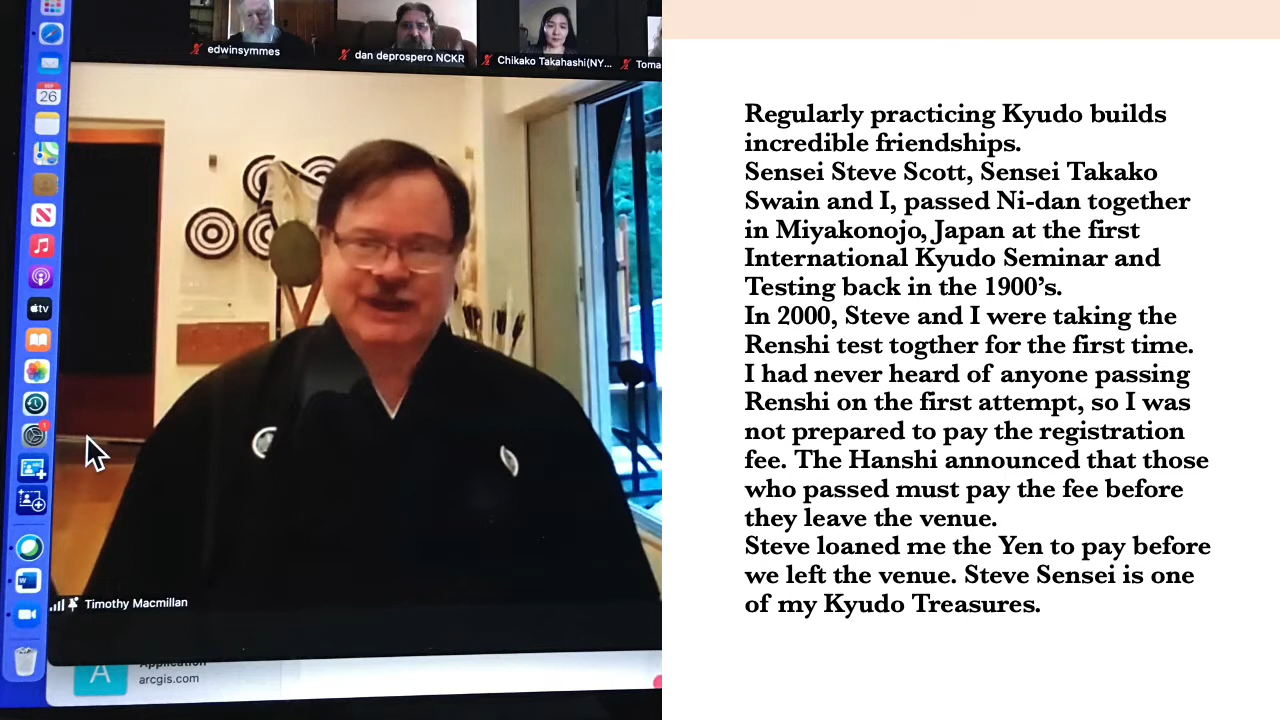 edwinsymmes
dan deprospero NCKR
Chikako Takahashi(NY...
Toma
SEP
26
tv
1
W
Timothy Macmillan
A
Application
arcgis.com
Regularly practicing Kyudo builds
incredible friendships.
Sensei Steve Scott, Sensei Takako
Swain and I, passed Ni-dan together
in Miyakonojo, Japan at the first
International Kyudo Seminar and
Testing back in the 1900’s.
In 2000, Steve and I were taking the
Renshi test togther for the first time.
I had never heard of anyone passing
Renshi on the first attempt, so I was
not prepared to pay the registration
fee. The Hanshi announced that those
who passed must pay the fee before
they leave the venue.
Steve loaned me the Yen to pay before
we left the venue. Steve Sensei is one
of my Kyudo Treasures.